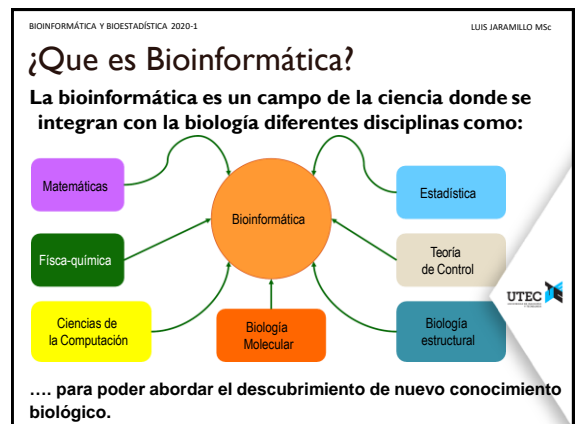 BIOINFORMÁTICA Y BIOESTADÍSTICA 2020-1
LUIS JARAMILLO MSc
¿Que es Bioinformática?
La bioinformática es un campo de la ciencia donde se
integran con la biología diferentes disciplinas como:
Matemáticas
Estadística
Bioinformática
Físca-química
Teoría
de Control
UTEC
Ciencias de
la Computación
Biología
Molecular
Biología
estructural
.... para poder abordar el descubrimiento de nuevo conocimiento
biológico.